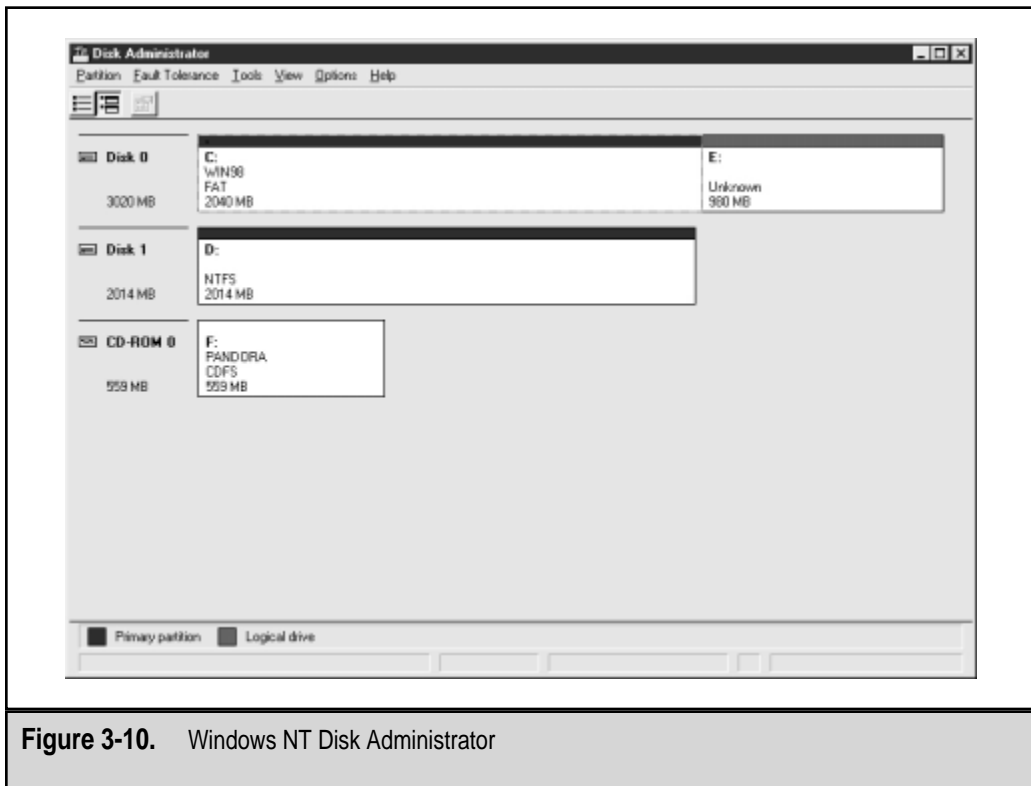 Disk Administrator
Partition Fault Tolerance Tools View Options Help
Disk 0
3020 MB
C:
WIN98
FAT
2040 MB
E:
Unknown
980 MB
Disk 1
2014 MB
D:
NTFS
2014 MB
CD-ROM 0
559 MB
F:
PANDORA
CDFS
559 MB
Primary partition Logical drive
Figure 3-10. Windows NT Disk Administrator